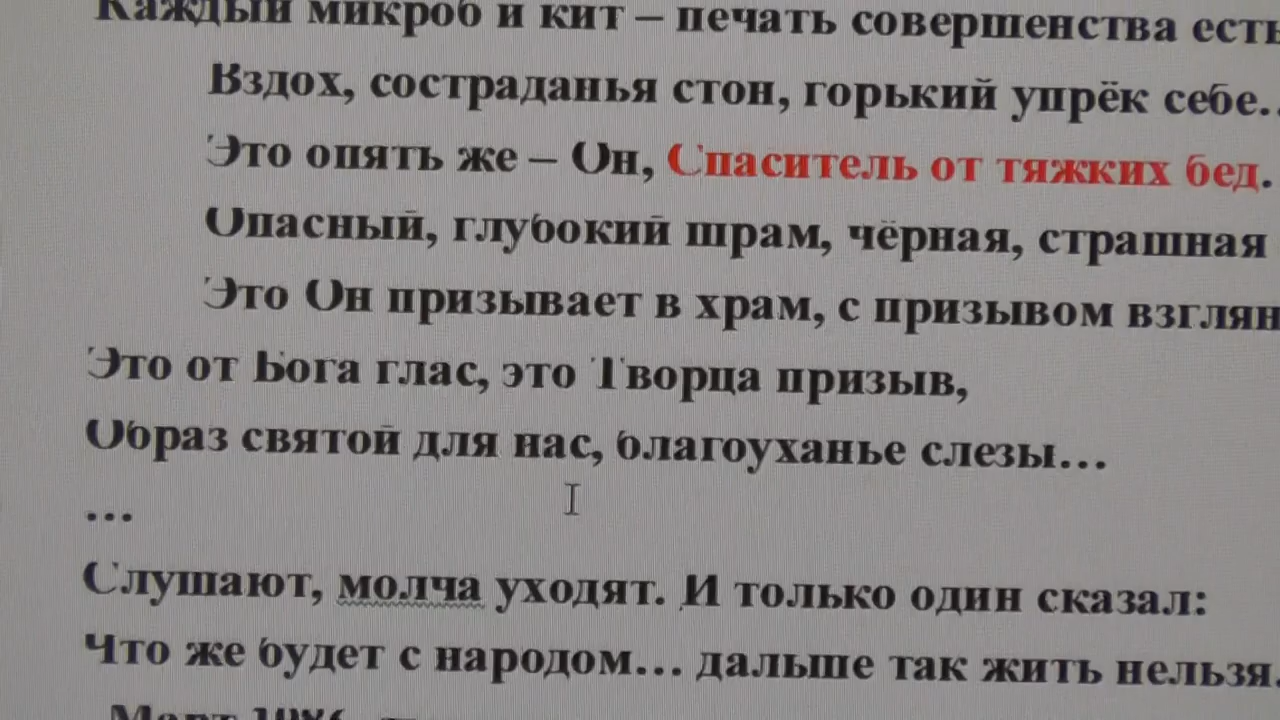 Каждый микроб и кит – печать совершенства есть
Вздох, состраданья стон, горький упрёк себе..
Это опять же – Он, Спаситель от тяжких бед.
Опасный, глубокий шрам, чёрная, страшная
Это Он призывает в храм, с призывом взглян
Это от Бога глас, это Творца призыв,
Образ святой для нас, благоуханье слезы…
…
Слушают, молча уходят. И только один сказал:
Что же будет с народом… дальше так жить нельзя.
Март 1986